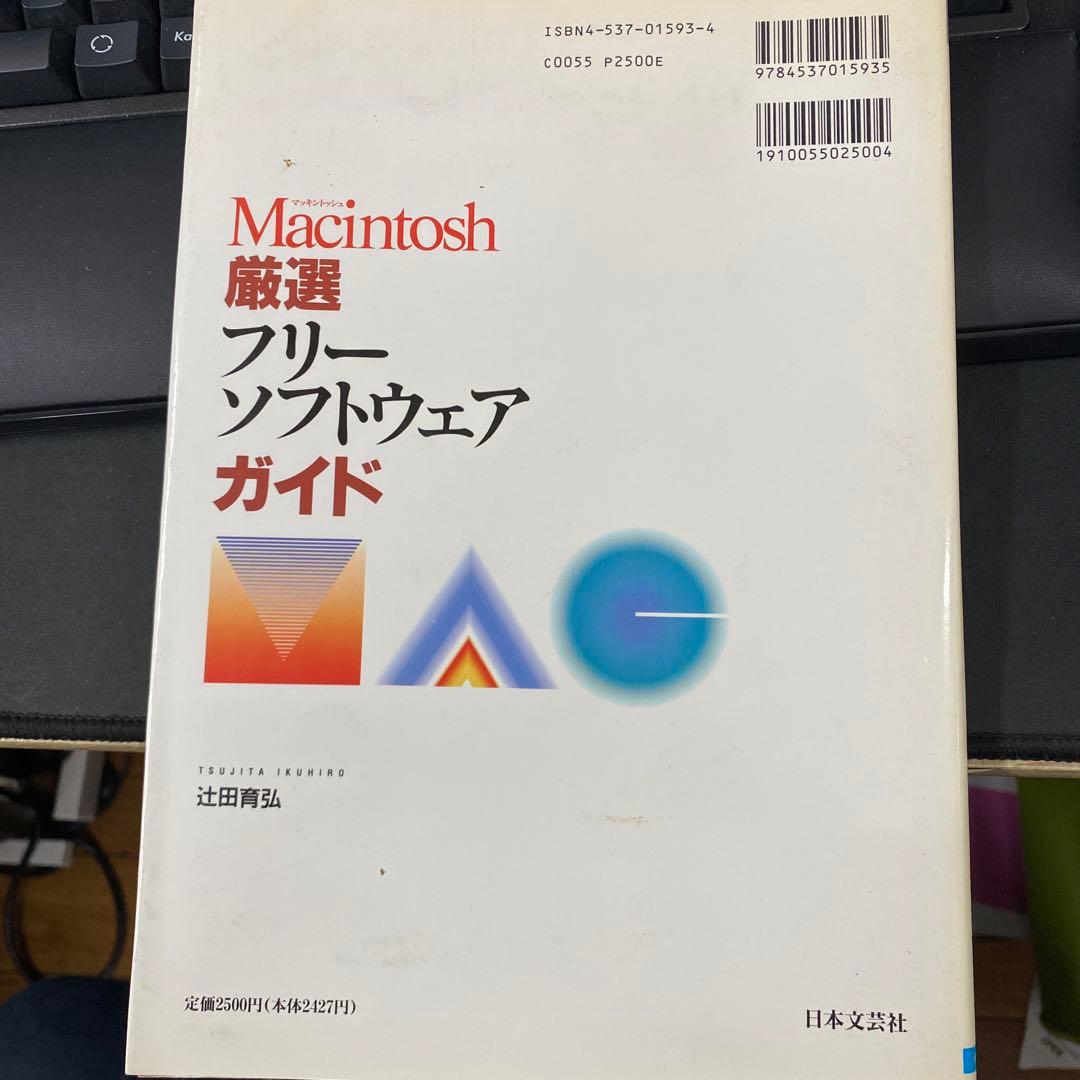 ISBN4-537-01593-4
C0055 P2500E
9784537015935
1910055025004
マッキントッシュ
Macintosh
厳選
フリー
ソフトウェア
ガイド
TSUJITA IKUHIRO
辻田育弘
定価2500円(本体2427円)
日本文芸社